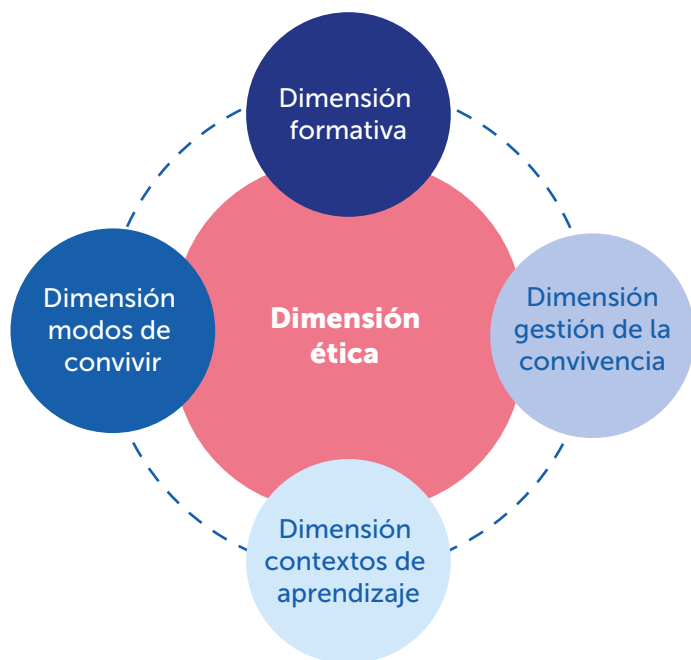 Dimensión
formativa
Dimensión
modos de
convivir
Dimensión
ética
Dimensión
gestión de la
convivencia
Dimensión
contextos de
aprendizaje